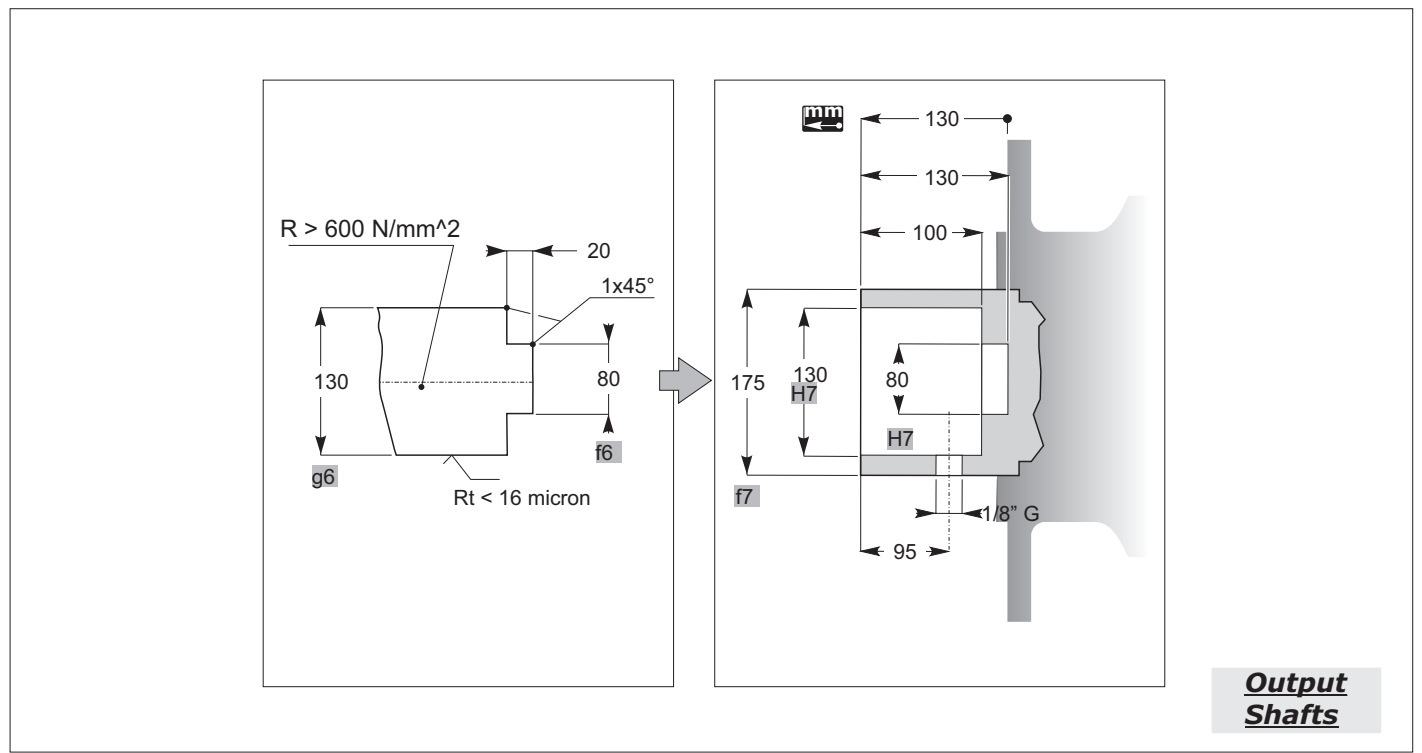 R > 600 N/mm^2
20
1x45°
130
80
g6
f6
Rt < 16 micron
mm
130
130
100
175
130
H7
80
H7
f7
1/8” G
95
Output
Shafts